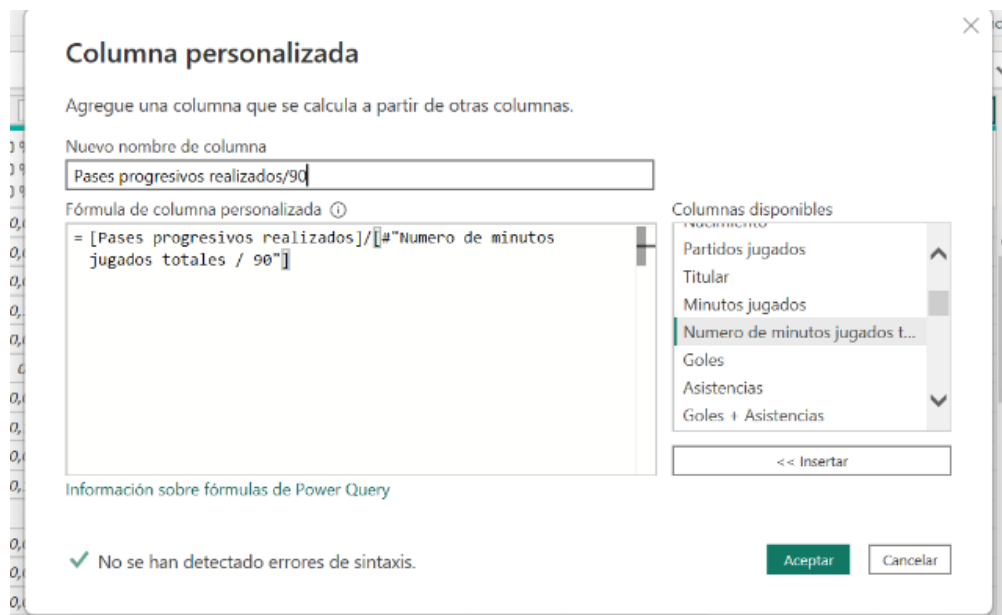 Columna personalizada
Agregue una columna que se calcula a partir de otras columnas.
Nuevo nombre de columna
Pases progresivos realizados/90
Fórmula de columna personalizada
= [Pases progresivos realizados]/[#"Numero de minutos
jugados totales / 90"]
Columnas disponibles
Nacimiento
Partidos jugados
Titular
Minutos jugados
Numero de minutos jugados t...
Goles
Asistencias
Goles + Asistencias
<< Insertar
Información sobre fórmulas de Power Query
No se han detectado errores de sintaxis.
Aceptar
Cancelar